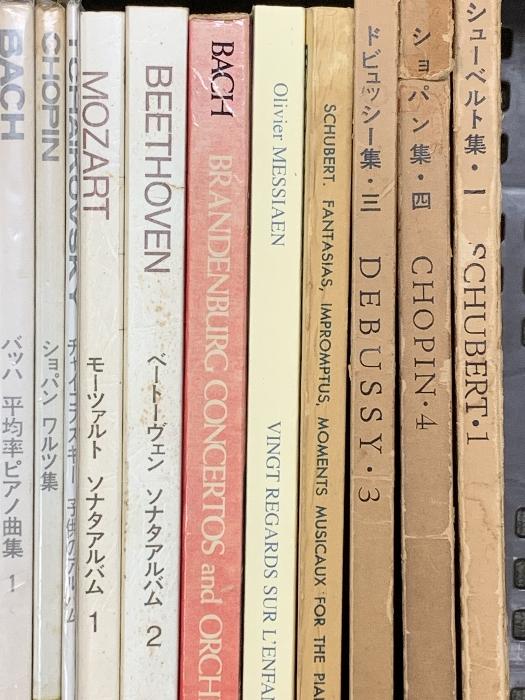 BACH
バッハ 平均率ピアノ曲集 1
CHOPIN
ショパン ワルツ集
TCHAIKOVSKY
チャイコフスキー 子供のアルバム
MOZART
モーツァルト ソナタアルバム 1
BEETHOVEN
ベートーヴェン ソナタアルバム 2
BACH BRANDENBURG CONCERTOS and ORCH
Olivier MESSIAEN VINGT REGARDS SUR L'ENFA
SCHUBERT. FANTASIAS, IMPROMPTUS, MOMENTS MUSICAUX FOR THE PIA
ドビュッシー集・三 DEBUSSY・3
ショパン集・四 CHOPIN・4
シューベルト集・一 SCHUBERT・1